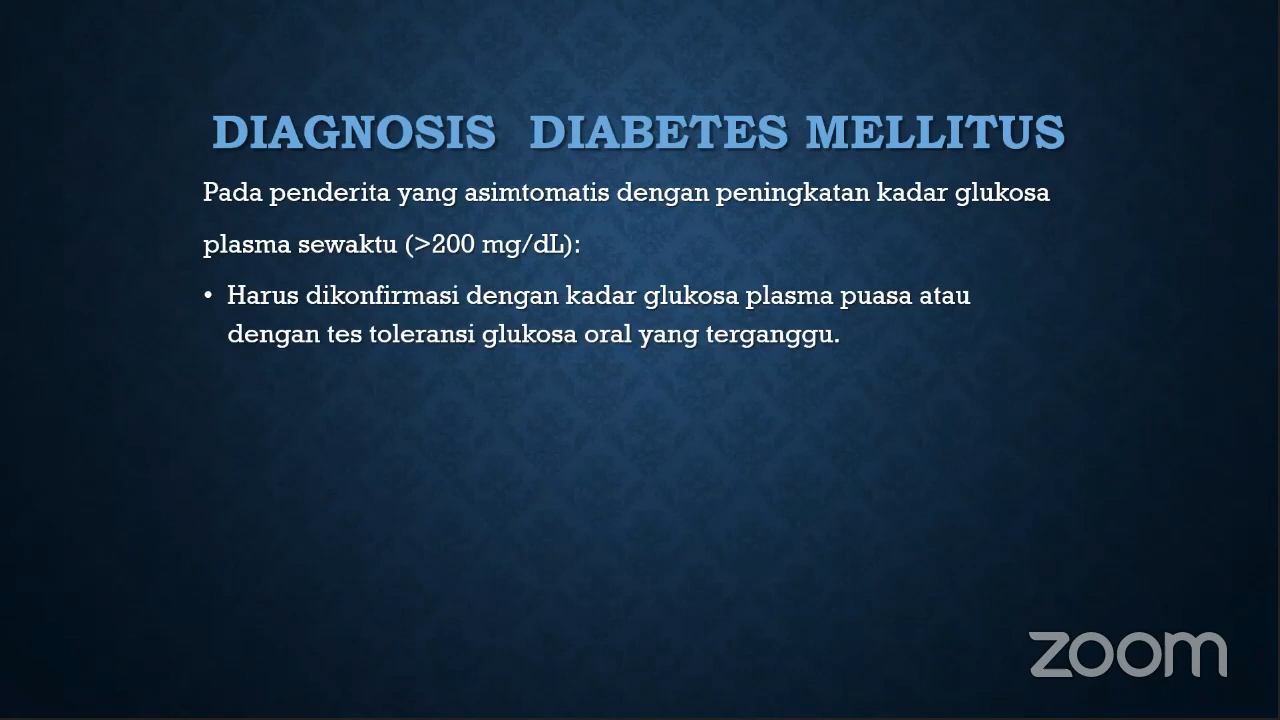 DIAGNOSIS DIABETES MELLITUS
Pada penderita yang asimtomatis dengan peningkatan kadar glukosa
plasma sewaktu (>200 mg/dL):
• Harus dikonfirmasi dengan kadar glukosa plasma puasa atau
dengan tes toleransi glukosa oral yang terganggu.
zoom